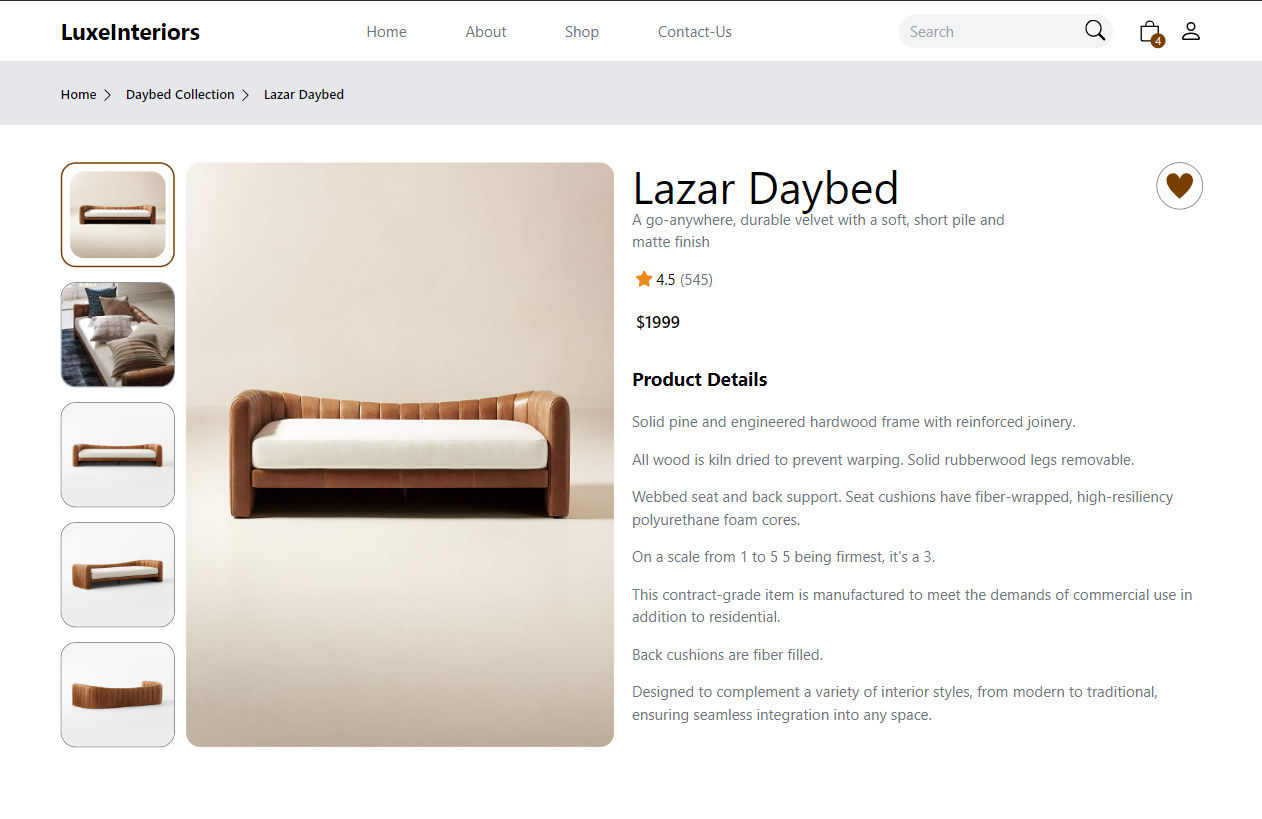 LuxeInteriors
Home
About
Shop
Contact-Us
Search
4
Home
Daybed Collection
Lazar Daybed
Lazar Daybed
A go-anywhere, durable velvet with a soft, short pile and
matte finish
4.5 (545)
$1999
Product Details
Solid pine and engineered hardwood frame with reinforced joinery.
All wood is kiln dried to prevent warping. Solid rubberwood legs removable.
Webbed seat and back support. Seat cushions have fiber-wrapped, high-resiliency
polyurethane foam cores.
On a scale from 1 to 5 5 being firmest, it's a 3.
This contract-grade item is manufactured to meet the demands of commercial use in
addition to residential.
Back cushions are fiber filled.
Designed to complement a variety of interior styles, from modern to traditional,
ensuring seamless integration into any space.